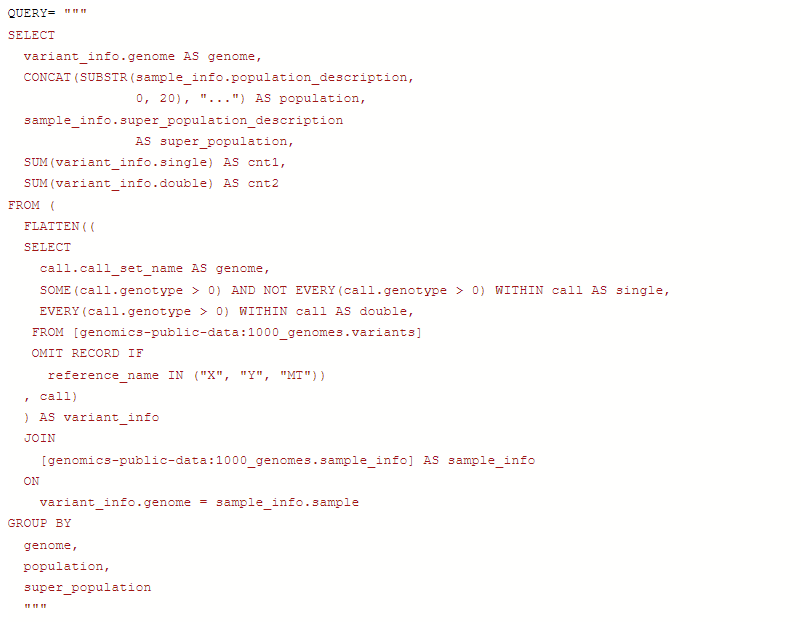 QUERY= """
SELECT
  variant_info.genome AS genome,
  CONCAT(SUBSTR(sample_info.population_description,
                0, 20), "...") AS population,
  sample_info.super_population_description
                AS super_population,
  SUM(variant_info.single) AS cnt1,
  SUM(variant_info.double) AS cnt2
FROM (
  FLATTEN((
  SELECT
    call.call_set_name AS genome,
    SOME(call.genotype > 0) AND NOT EVERY(call.genotype > 0) WITHIN call AS single,
    EVERY(call.genotype > 0) WITHIN call AS double,
   FROM [genomics-public-data:1000_genomes.variants]
   OMIT RECORD IF
     reference_name IN ("X", "Y", "MT"))
  , call)
  ) AS variant_info
  JOIN
    [genomics-public-data:1000_genomes.sample_info] AS sample_info
  ON
    variant_info.genome = sample_info.sample
GROUP BY
  genome,
  population,
  super_population
  """